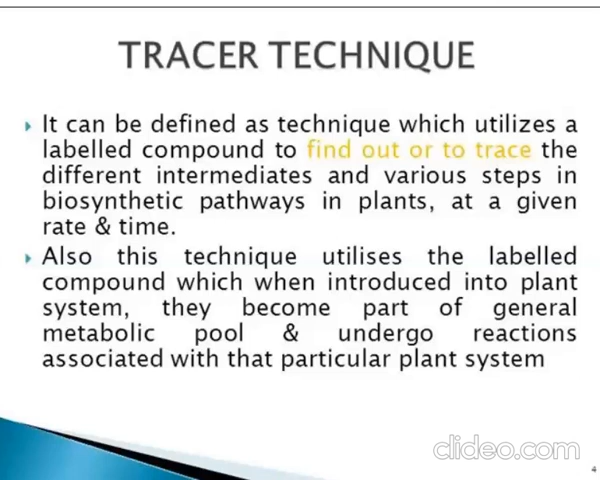 TRACER TECHNIQUE
It can be defined as technique which utilizes a
labelled compound to find out or to trace the
different intermediates and various steps in
biosynthetic pathways in plants, at a given
rate & time.
Also this technique utilises the labelled
compound which when introduced into plant
system, they become part of general
metabolic pool & undergo reactions
associated with that particular plant system
clideo.com
4